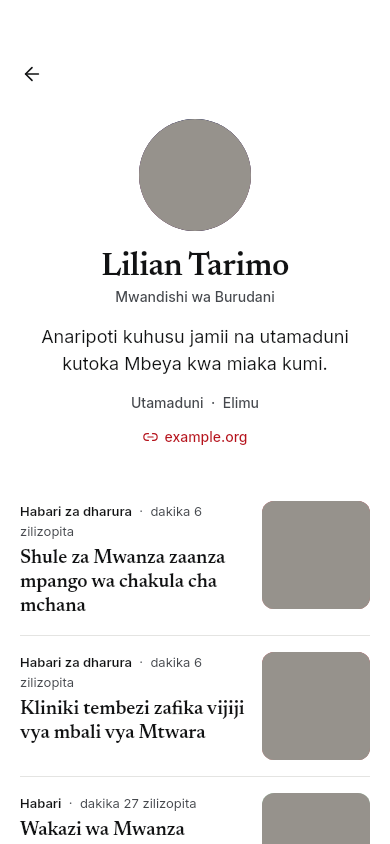 Lilian Tarimo
Mwandishi wa Burudani
Anaripoti kuhusu jamii na utamaduni
kutoka Mbeya kwa miaka kumi.
Utamaduni · Elimu
example.org
Habari za dharura · dakika 6
zilizopita
Shule za Mwanza zaanza
mpango wa chakula cha
mchana
Habari za dharura · dakika 6
zilizopita
Kliniki tembezi zafika vijiji
vya mbali vya Mtwara
Habari · dakika 27 zilizopita
Wakazi wa Mwanza